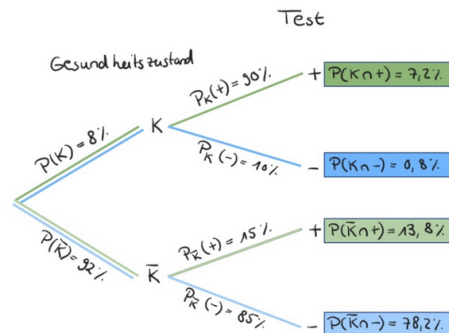 Test
Gesundheitszustand
P(K) = 8%
K
P_K(+) = 90%
+ P(K∩+) = 7,2%
P_K(-) = 10%
- P(K∩-) = 0,8%
P(K̅) = 92%
K̅
P_K̅(+) = 15%
+ P(K̅∩+) = 13,8%
P_K̅(-) = 85%
- P(K̅∩-) = 78,2%